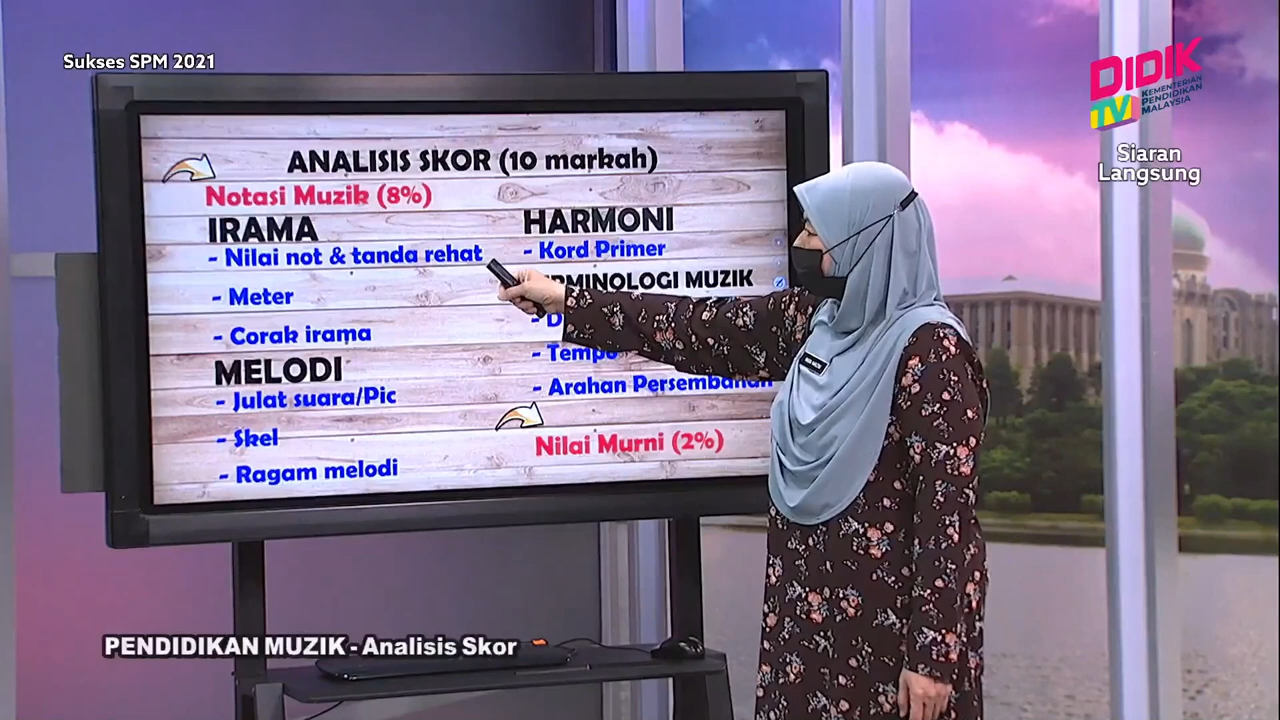 Sukses SPM 2021
DIDIK
TV
KEMENTERIAN
PENDIDIKAN
MALAYSIA
Siaran
Langsung
ANALISIS SKOR (10 markah)
Notasi Muzik (8%)
IRAMA
- Nilai not & tanda rehat
- Meter
- Corak irama
MELODI
- Julat suara/Pic
- Skel
- Ragam melodi
HARMONI
- Kord Primer
MUZIK
- Tempo
- Arahan Persembahan
Nilai Murni (2%)
PENDIDIKAN MUZIK - Analisis Skor